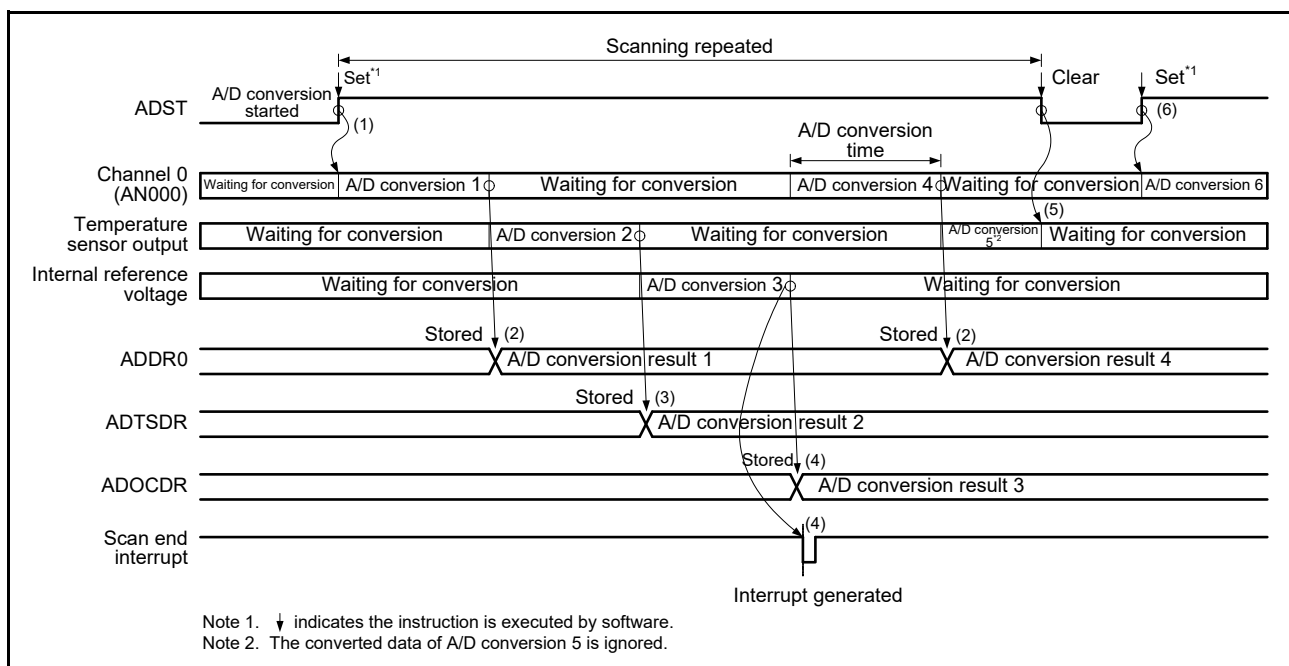 Scanning repeated
Set*1
Clear
Set*1
ADST
A/D conversion
started
(1)
(6)
A/D conversion
time
Channel 0
(AN000)
Waiting for conversion
A/D conversion 1
Waiting for conversion
A/D conversion 4
Waiting for conversion
A/D conversion 6
(5)
Temperature
sensor output
Waiting for conversion
A/D conversion 2
Waiting for conversion
A/D conversion
5*2
Waiting for conversion
Internal reference
voltage
Waiting for conversion
A/D conversion 3
Waiting for conversion
Stored
(2)
Stored
(2)
ADDR0
A/D conversion result 1
A/D conversion result 4
Stored
(3)
ADTSDR
A/D conversion result 2
Stored
(4)
ADOCDR
A/D conversion result 3
Scan end
interrupt
(4)
Interrupt generated
Note 1. ↓ indicates the instruction is executed by software.
Note 2. The converted data of A/D conversion 5 is ignored.